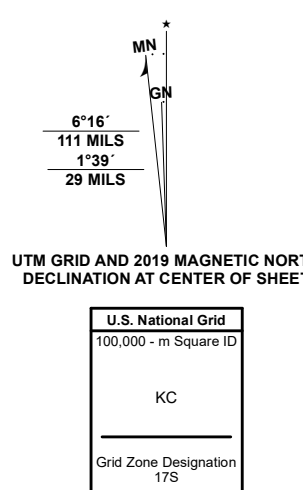 ★
MN
GN
6°16´
111 MILS
1°39´
29 MILS
UTM GRID AND 2019 MAGNETIC NORT
DECLINATION AT CENTER OF SHEET
U.S. National Grid
100,000 - m Square ID
KC
Grid Zone Designation
17S